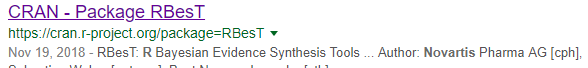 CRAN - Package RBesT
https://cran.r-project.org/package=RBesT
Nov 19, 2018 - RBesT: R Bayesian Evidence Synthesis Tools ... Author: Novartis Pharma AG [cph],